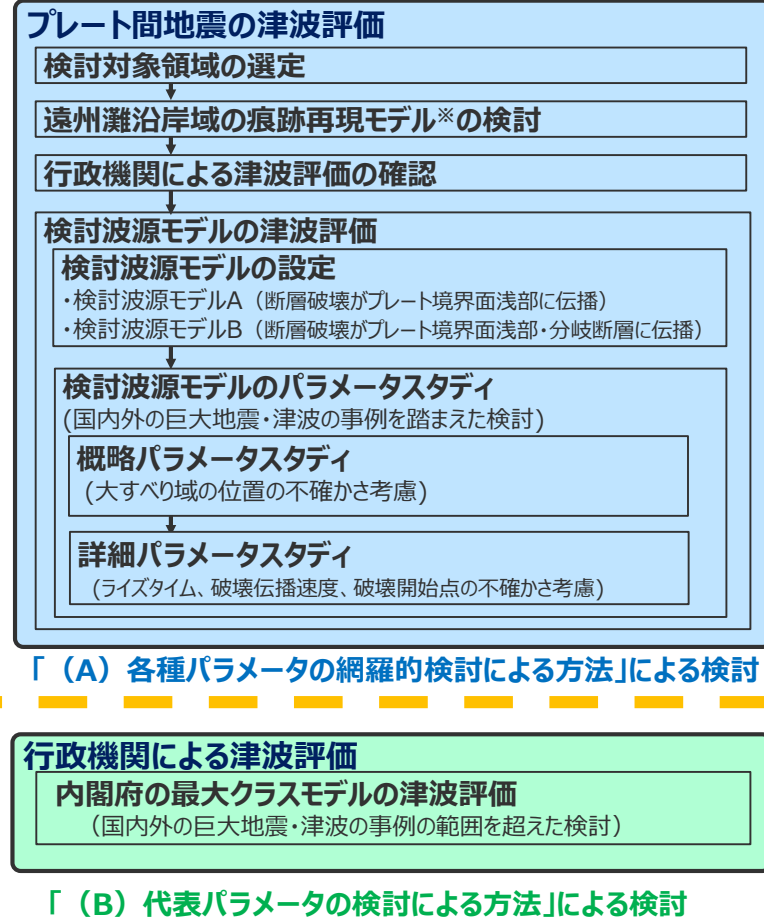 プレート間地震の津波評価
検討対象領域の選定
遠州灘沿岸域の痕跡再現モデル※の検討
行政機関による津波評価の確認
検討波源モデルの津波評価
検討波源モデルの設定
・検討波源モデルA（断層破壊がプレート境界面浅部に伝播）
・検討波源モデルB（断層破壊がプレート境界面浅部・分岐断層に伝播）
検討波源モデルのパラメータスタディ
(国内外の巨大地震・津波の事例を踏まえた検討)
概略パラメータスタディ
(大すべり域の位置の不確かさ考慮)
詳細パラメータスタディ
(ライズタイム、破壊伝播速度、破壊開始点の不確かさ考慮)
「（A）各種パラメータの網羅的検討による方法」による検討
行政機関による津波評価
内閣府の最大クラスモデルの津波評価
（国内外の巨大地震・津波の事例の範囲を超えた検討）
「（B）代表パラメータの検討による方法」による検討